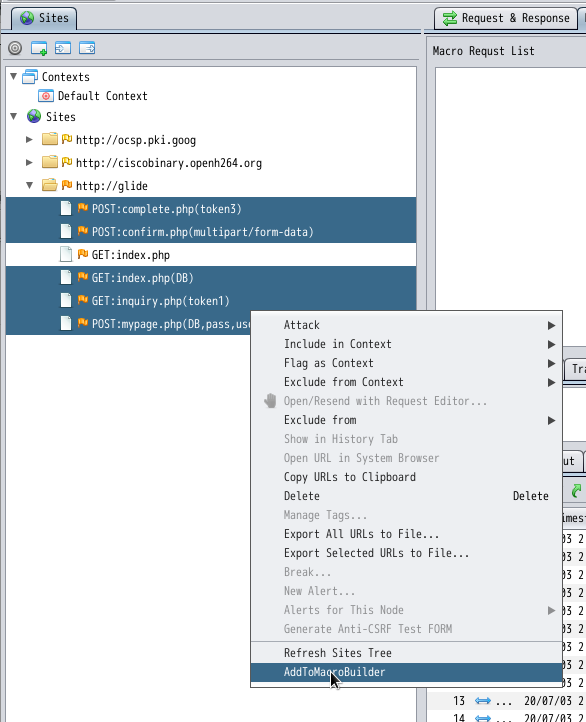 Sites
Request & Response
Macro Requst List
Contexts
Default Context
Sites
http://ocsp.pki.goog
http://ciscobinary.openh264.org
http://glide
POST:complete.php(token3)
POST:confirm.php(multipart/form-data)
GET:index.php
GET:index.php(DB)
GET:inquiry.php(token1)
POST:mypage.php(DB,pass,use
Attack
Include in Context
Flag as Context
Tra
Exclude from Context
Open/Resend with Request Editor...
Exclude from
Show in History Tab
Open URL in System Browser
ut
Copy URLs to Clipboard
Delete Delete
Manage Tags...
imes
Export All URLs to File...
03 2
Export Selected URLs to File...
03 2
Break...
03 2
New Alert...
03 2
Alerts for This Node
03 2
Generate Anti-CSRF Test FORM
03 2
Refresh Sites Tree
03 2
AddToMacroBuilder
03 2
13 ... 20/07/03 2
14 ... 20/07/03 2